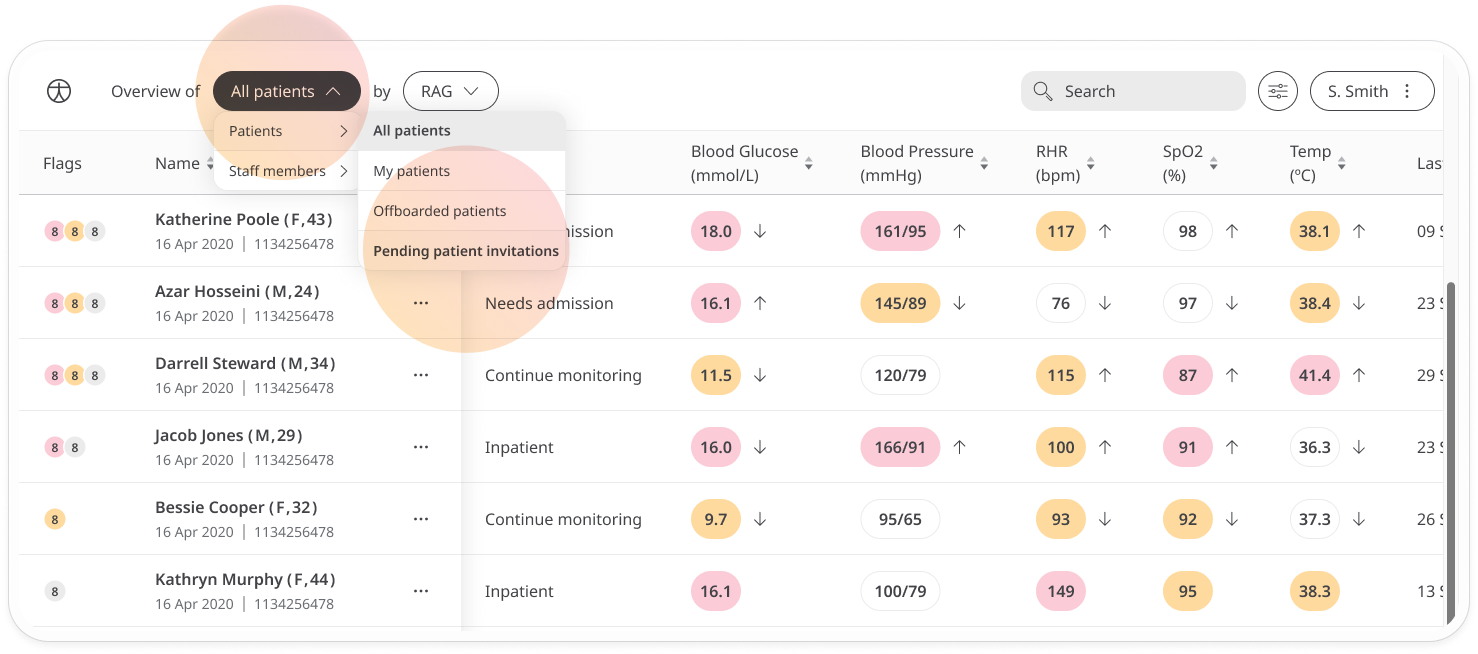 Overview of All patients by RAG Search S. Smith
Patients All patients
Staff members My patients
Offboarded patients
Pending patient invitations
Flags Name Blood Glucose (mmol/L) Blood Pressure (mmHg) RHR (bpm) SpO2 (%) Temp (ºC)
8 8 8 Katherine Poole (F,43) 18.0 161/95 117 98 38.1 09
16 Apr 2020 | 1134256478
8 8 8 Azar Hosseini (M,24) ... Needs admission 16.1 145/89 76 97 38.4 23
16 Apr 2020 | 1134256478
8 8 8 Darrell Steward (M,34) ... Continue monitoring 11.5 120/79 115 87 41.4 29
16 Apr 2020 | 1134256478
8 8 Jacob Jones (M,29) ... Inpatient 16.0 166/91 100 91 36.3 23
16 Apr 2020 | 1134256478
8 Bessie Cooper (F,32) ... Continue monitoring 9.7 95/65 93 92 37.3 26
16 Apr 2020 | 1134256478
8 Kathryn Murphy (F,44) ... Inpatient 16.1 100/79 149 95 38.3 13
16 Apr 2020 | 1134256478